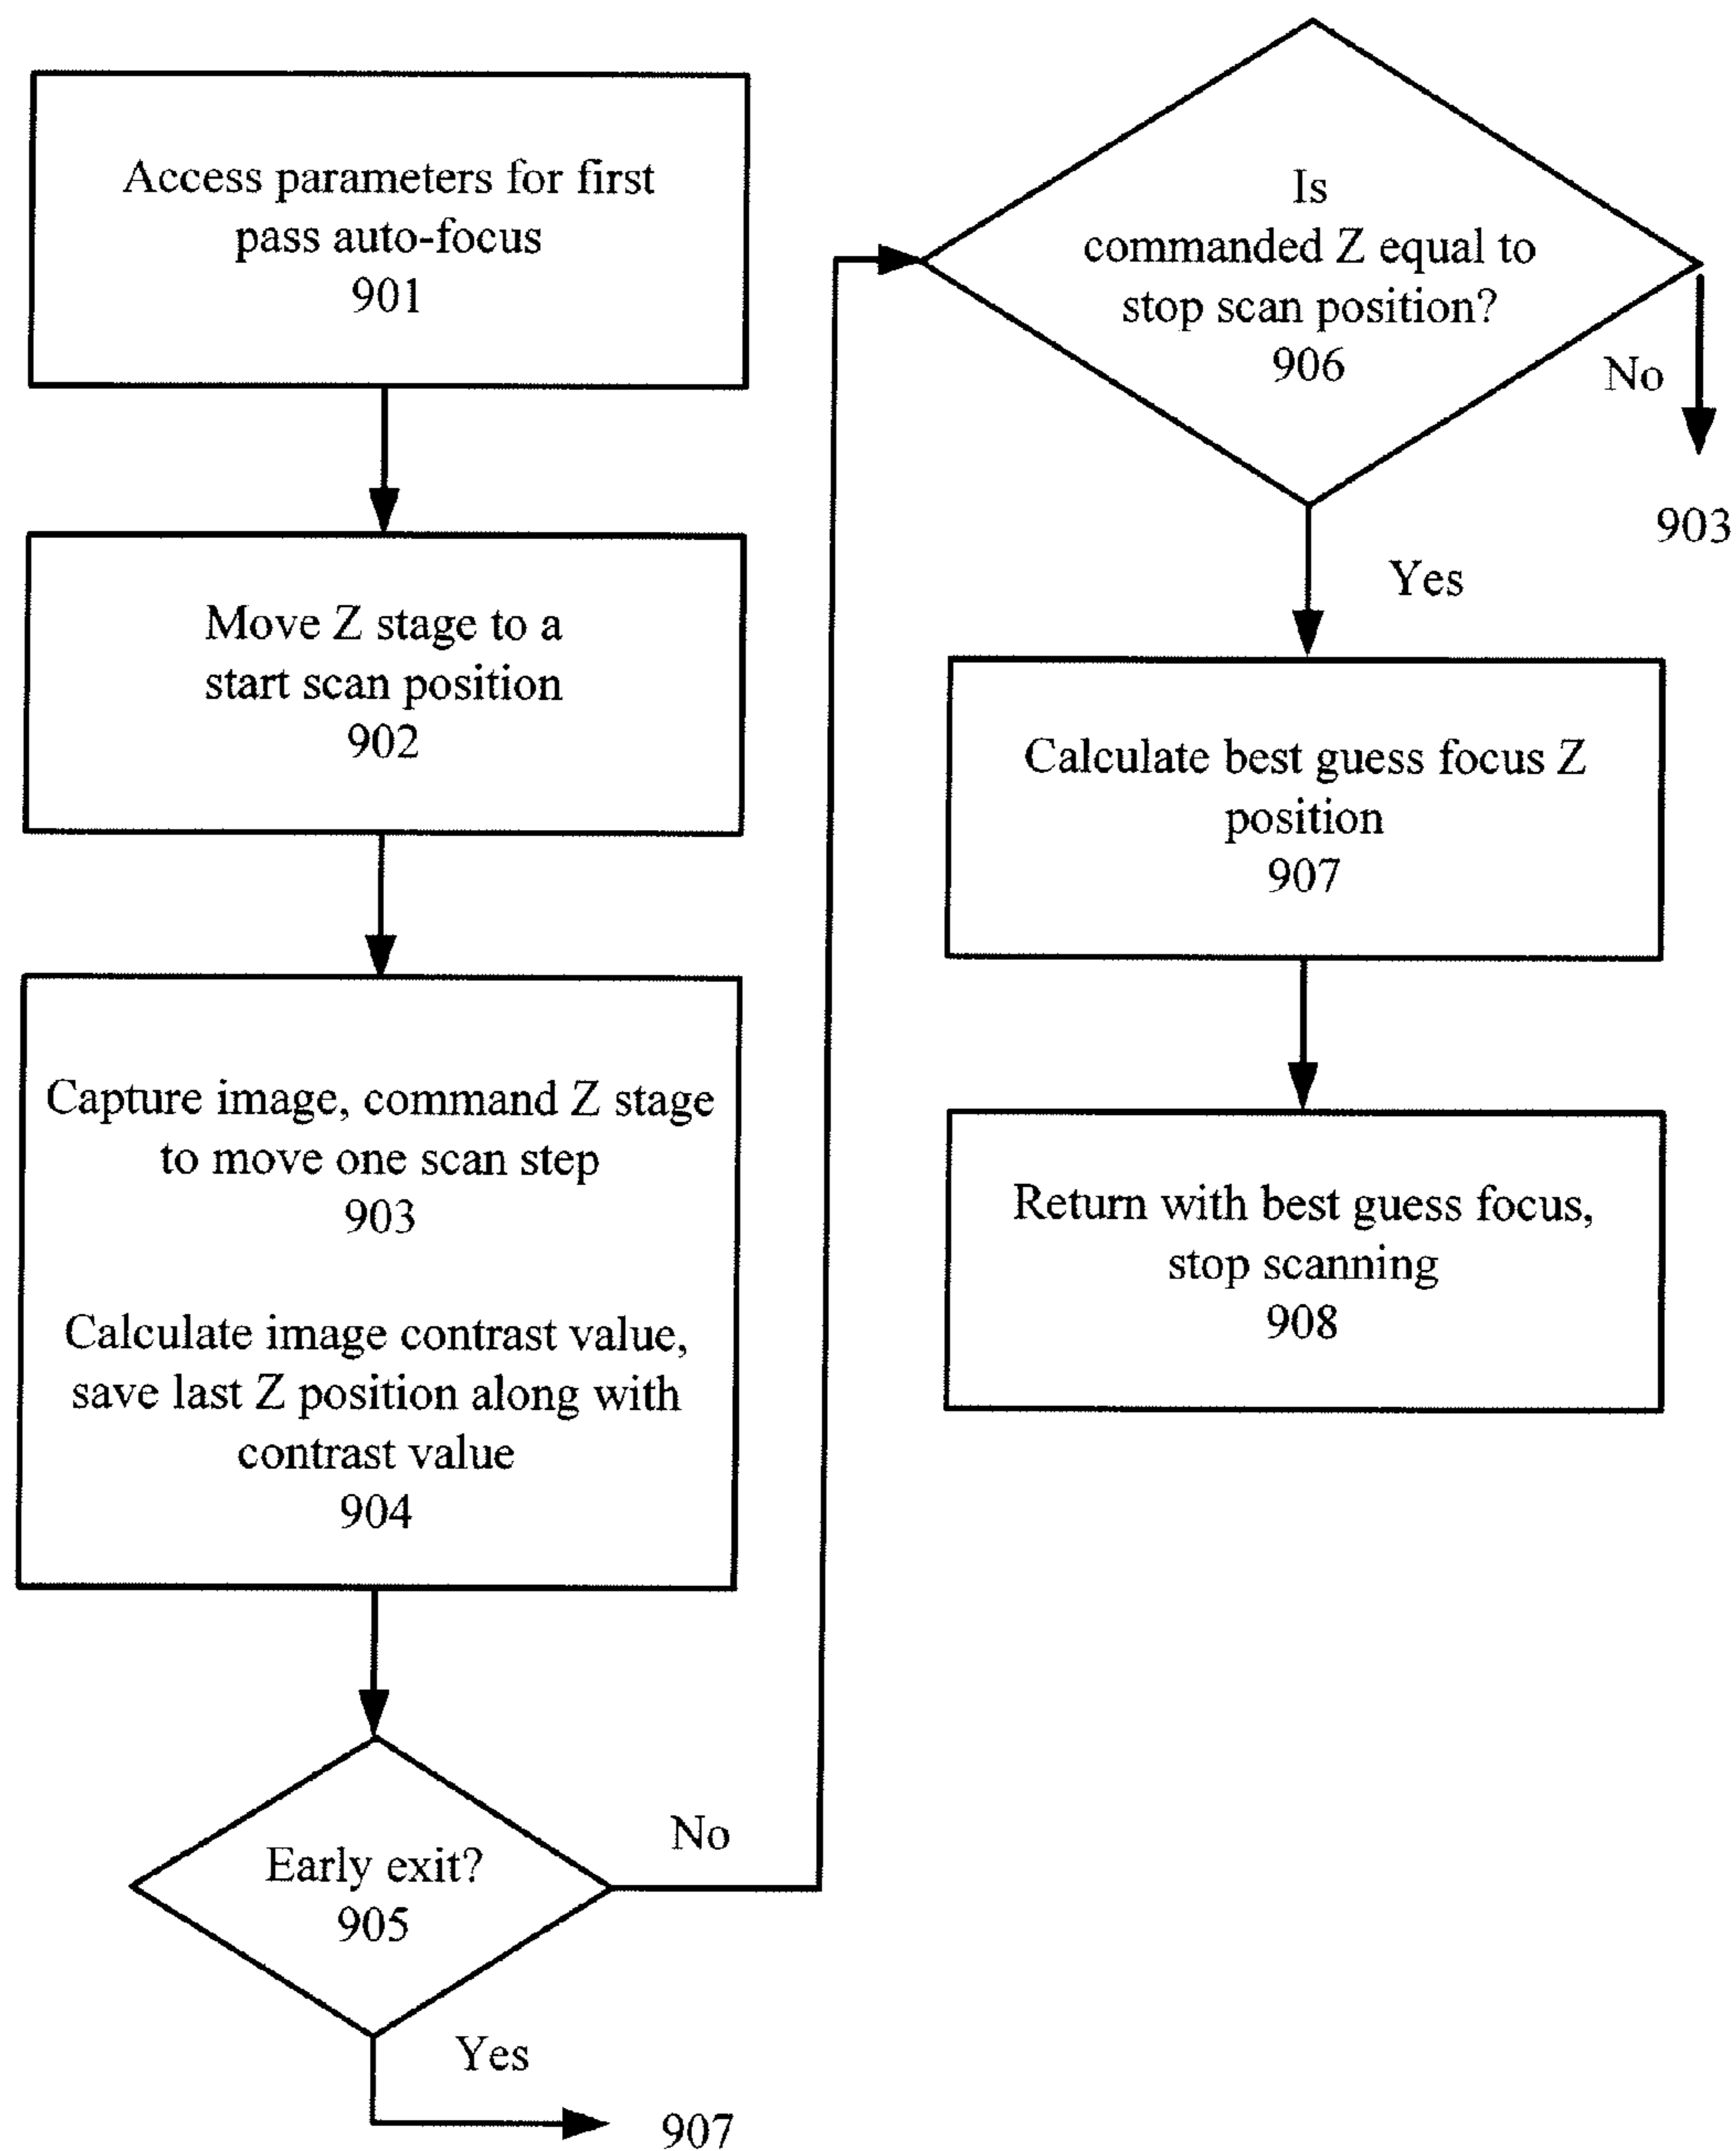 Access parameters for first
pass auto-focus
901
Move Z stage to a
start scan position
902
Capture image, command Z stage
to move one scan step
903
Calculate image contrast value,
save last Z position along with
contrast value
904
Early exit?
905
No
Yes
907
Is
commanded Z equal to
stop scan position?
906
No
903
Yes
Calculate best guess focus Z
position
907
Return with best guess focus,
stop scanning
908